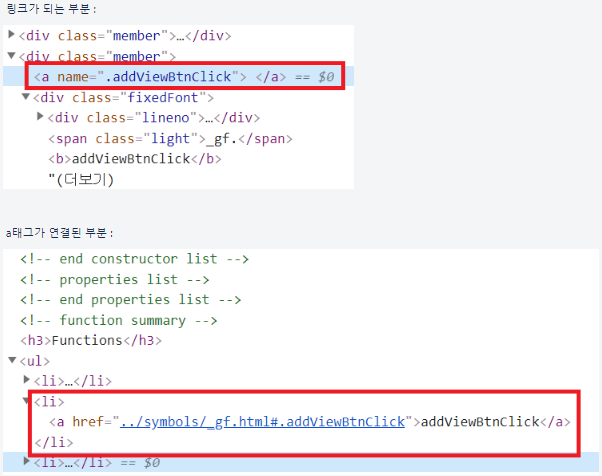 링크가 되는 부분 :
<div class="member">…</div>
<div class="member">
<a name=".addViewBtnClick"> </a> == $0
<div class="fixedFont">
<div class="lineno">…</div>
<span class="light">_gf.</span>
<b>addViewBtnClick</b>
"(더보기)
a태그가 연결된 부분 :
<!-- end constructor list -->
<!-- properties list -->
<!-- end properties list -->
<!-- function summary -->
<h3>Functions</h3>
<ul>
<li>…</li>
<li>
<a href="../symbols/_gf.html#.addViewBtnClick">addViewBtnClick</a>
</li>
<li>…</li> == $0